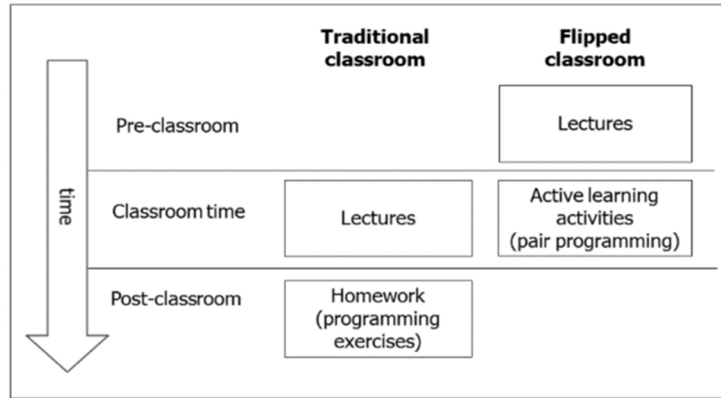 Traditional
classroom
Flipped
classroom
Pre-classroom
Lectures
time
Classroom time
Lectures
Active learning
activities
(pair programming)
Post-classroom
Homework
(programming
exercises)